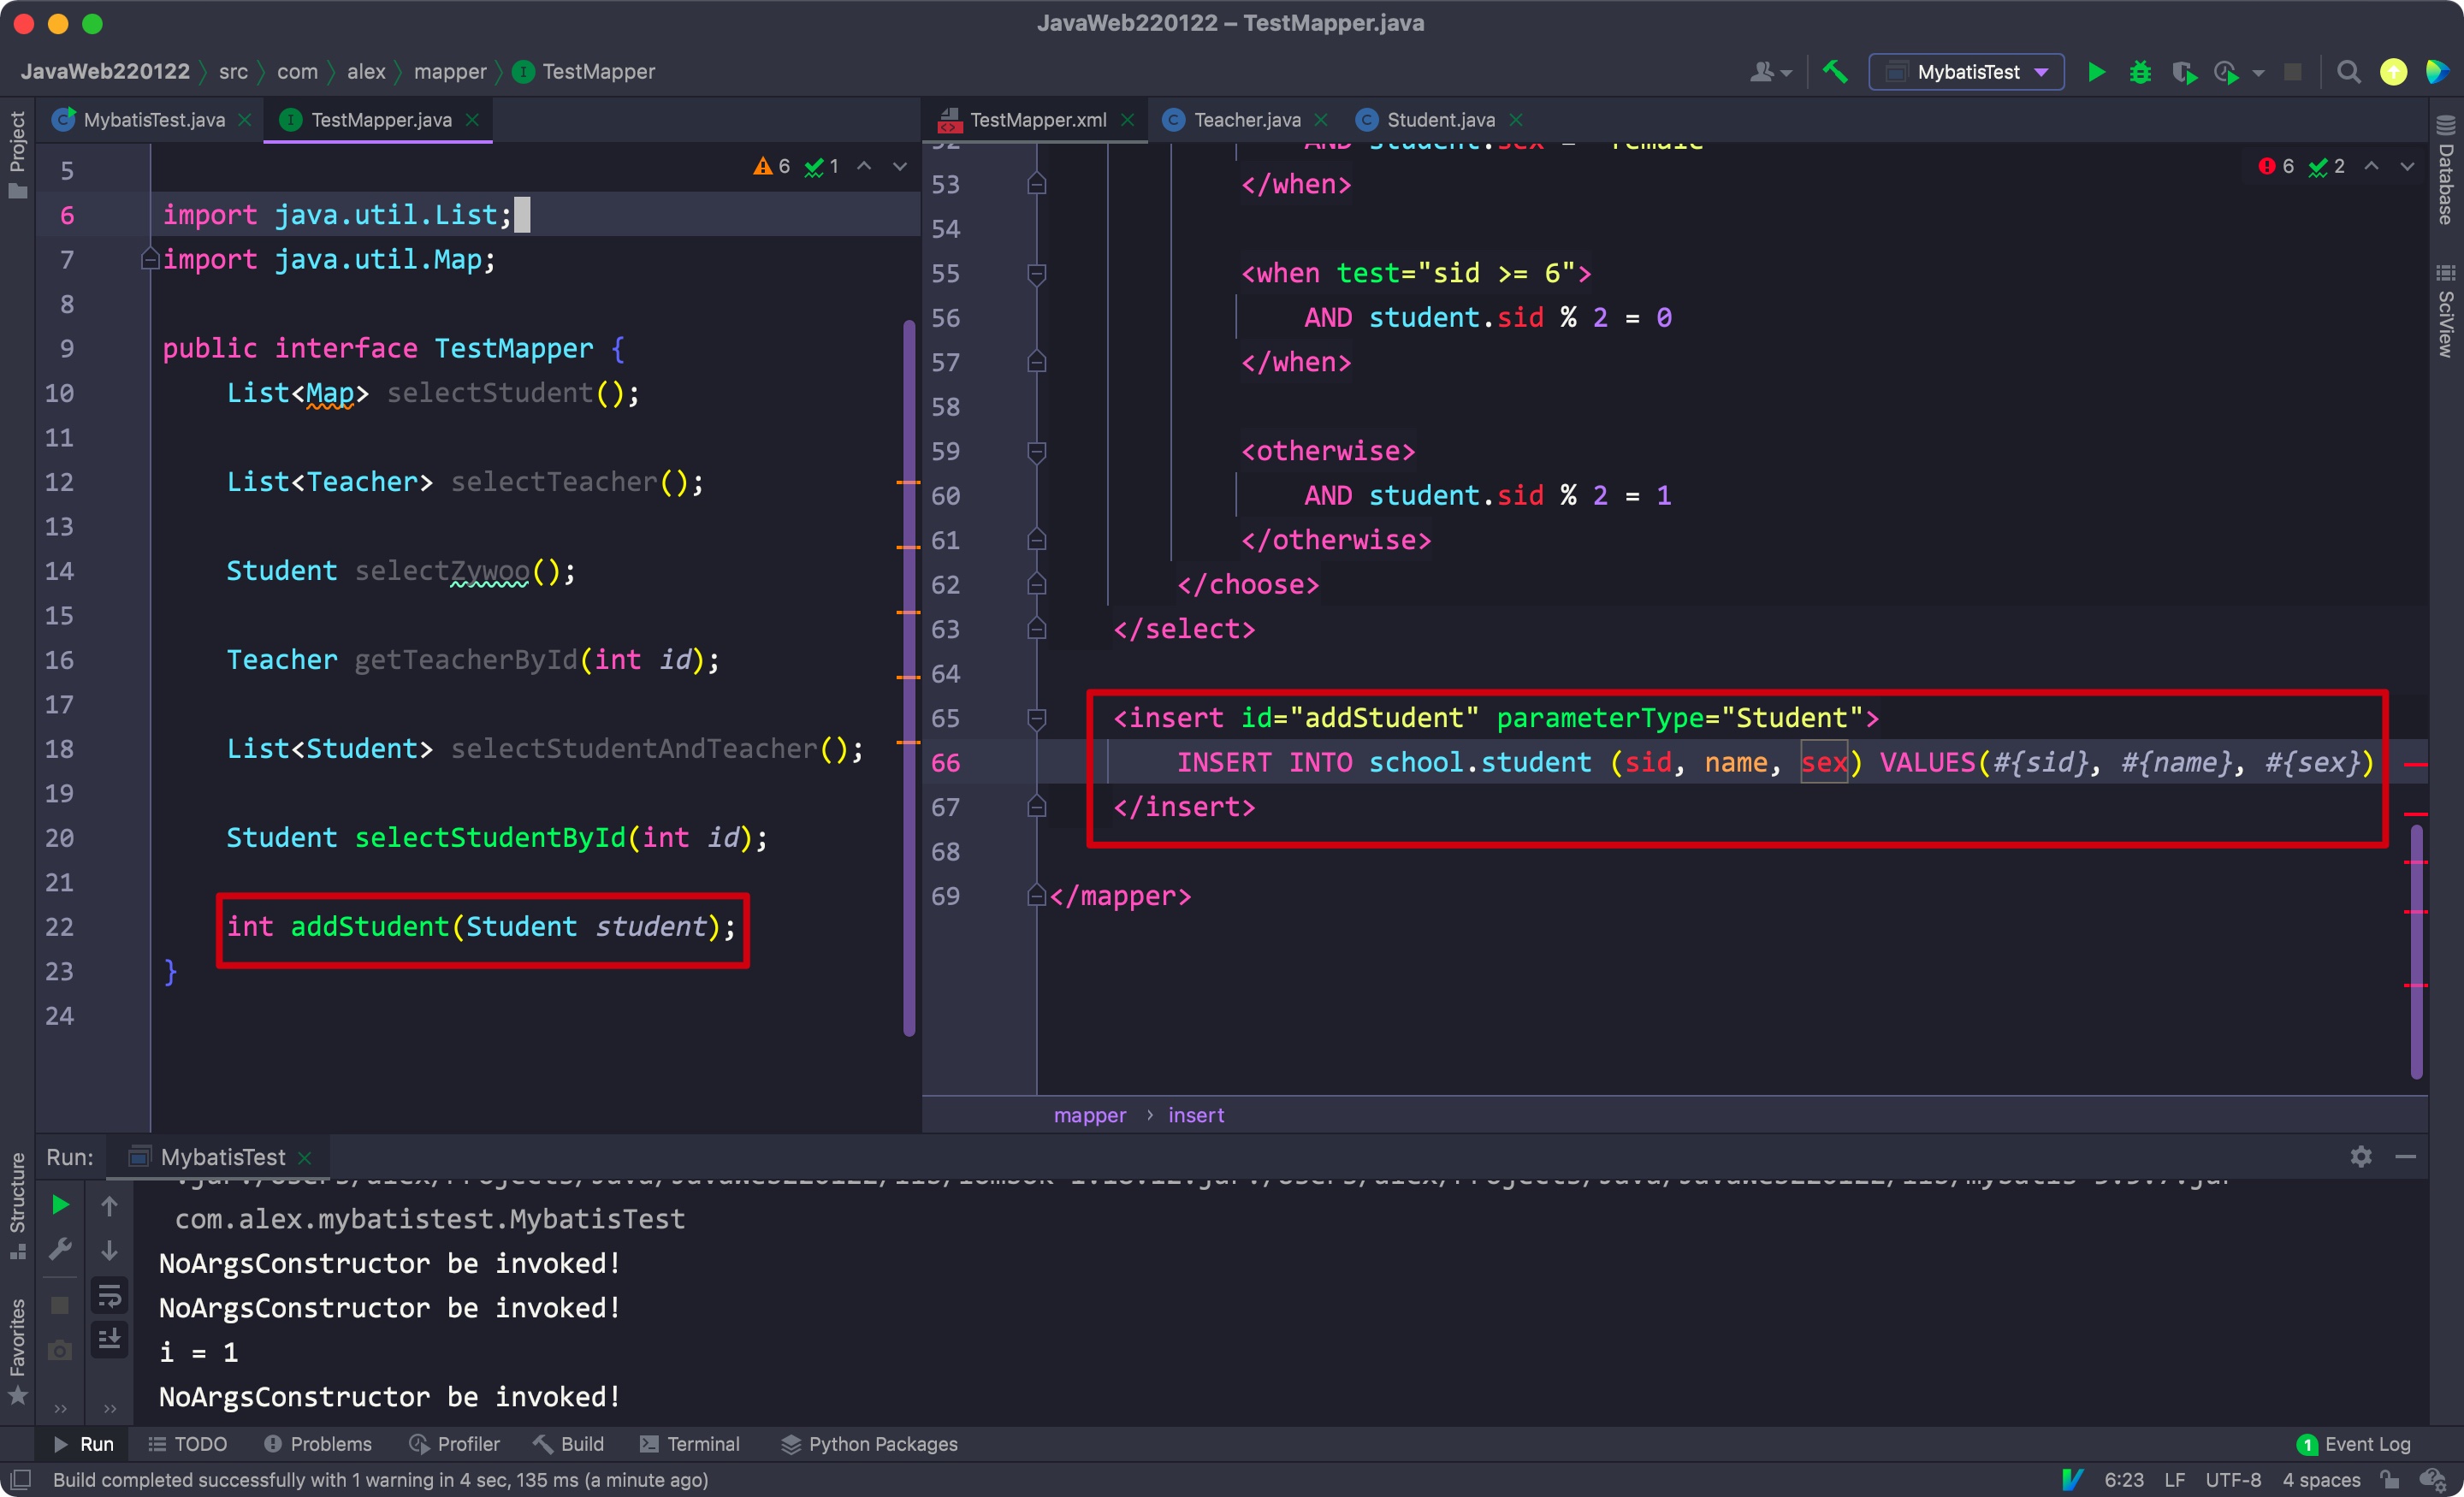 JavaWeb220122 – TestMapper.java
JavaWeb220122 src com alex mapper I TestMapper
MybatisTest
Project
MybatisTest.java
TestMapper.java
5
6 import java.util.List;
7 import java.util.Map;
8
9 public interface TestMapper {
10 List<Map> selectStudent();
11
12 List<Teacher> selectTeacher();
13
14 Student selectZywoo();
15
16 Teacher getTeacherById(int id);
17
18 List<Student> selectStudentAndTeacher();
19
20 Student selectStudentById(int id);
21
22 int addStudent(Student student);
23 }
24
6 1
TestMapper.xml
Teacher.java
Student.java
6 2
52 AND student.sex = 'female'
53 </when>
54
55 <when test="sid >= 6">
56 AND student.sid % 2 = 0
57 </when>
58
59 <otherwise>
60 AND student.sid % 2 = 1
61 </otherwise>
62 </choose>
63 </select>
64
65 <insert id="addStudent" parameterType="Student">
66 INSERT INTO school.student (sid, name, sex) VALUES(#{sid}, #{name}, #{sex})
67 </insert>
68
69 </mapper>
mapper › insert
Database
SciView
Structure
Favorites
Run: MybatisTest
com.alex.mybatistest.MybatisTest
NoArgsConstructor be invoked!
NoArgsConstructor be invoked!
i = 1
NoArgsConstructor be invoked!
Run TODO Problems Profiler Build Terminal Python Packages 1 Event Log
Build completed successfully with 1 warning in 4 sec, 135 ms (a minute ago) 6:23 LF UTF-8 4 spaces